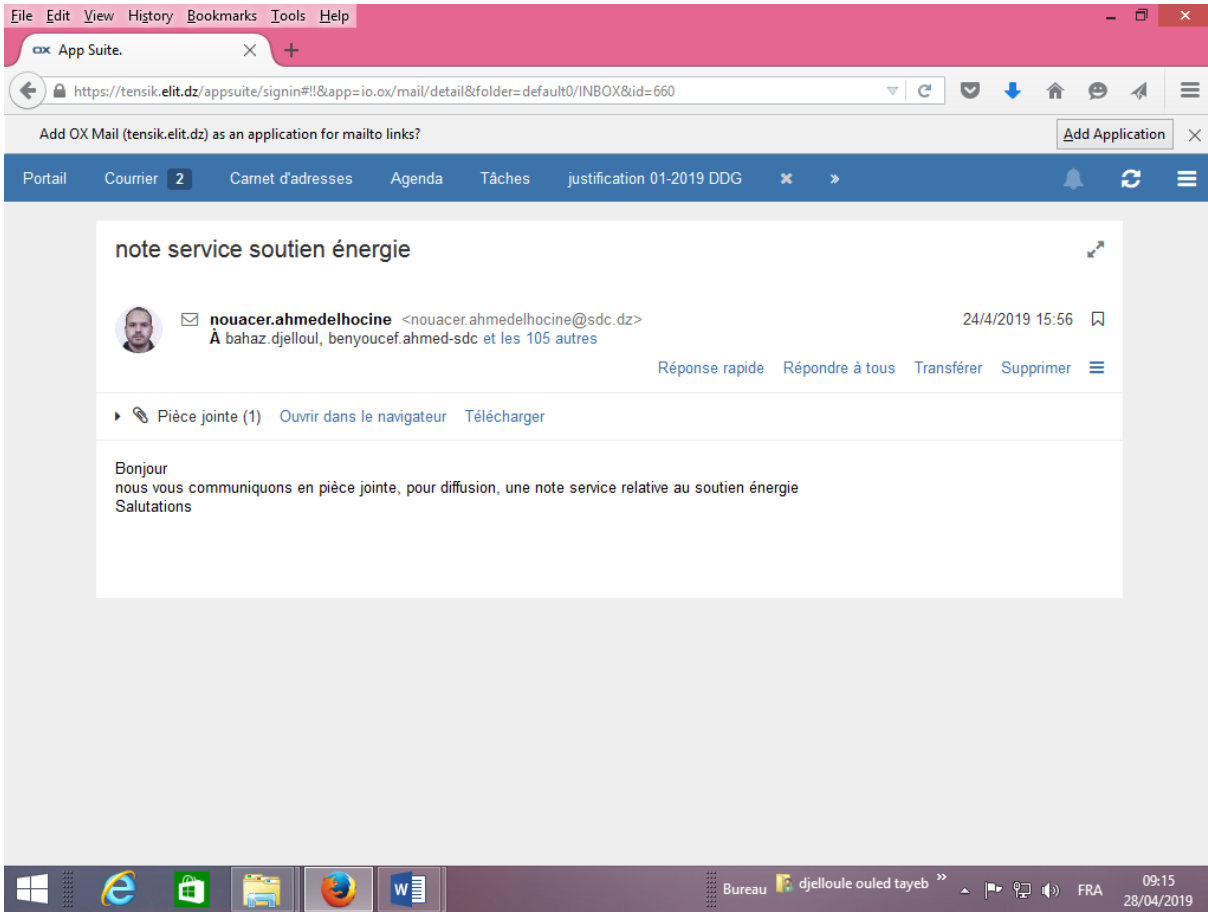 File Edit View History Bookmarks Tools Help
ox App Suite.
https://tensik.elit.dz/appsuite/signin#!!&app=io.ox/mail/detail&folder=default0/INBOX&id=660
Add OX Mail (tensik.elit.dz) as an application for mailto links? Add Application
Portail Courrier 2 Carnet d'adresses Agenda Tâches justification 01-2019 DDG
note service soutien énergie
nouacer.ahmedelhocine <nouacer.ahmedelhocine@sdc.dz> 24/4/2019 15:56
À bahaz.djelloul, benyoucef.ahmed-sdc et les 105 autres
Réponse rapide Répondre à tous Transférer Supprimer
Pièce jointe (1) Ouvrir dans le navigateur Télécharger
Bonjour
nous vous communiquons en pièce jointe, pour diffusion, une note service relative au soutien énergie
Salutations
Bureau djelloule ouled tayeb » FRA 09:15
28/04/2019